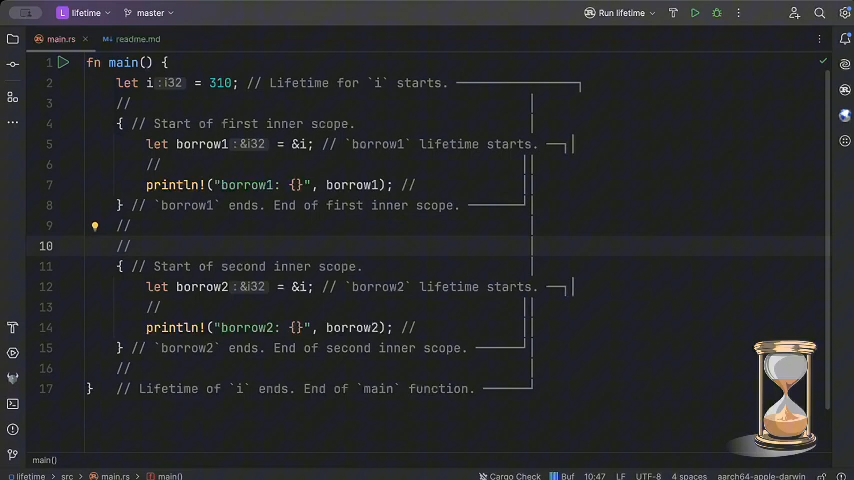 L lifetime master Run lifetime
main.rs readme.md
1 fn main() {
2 let i: i32 = 310; // Lifetime for `i` starts. ────────────────┐
3 // │
4 { // Start of first inner scope. │
5 let borrow1: &i32 = &i; // `borrow1` lifetime starts. ──┐│
6 // ││
7 println!("borrow1: {}", borrow1); // ││
8 } // `borrow1` ends. End of first inner scope. ───────┘│
9 // │
10 // │
11 { // Start of second inner scope. │
12 let borrow2: &i32 = &i; // `borrow2` lifetime starts. ──┐│
13 // ││
14 println!("borrow2: {}", borrow2); // ││
15 } // `borrow2` ends. End of second inner scope. ──────┘│
16 // │
17 } // Lifetime of `i` ends. End of `main` function. ──────┘
main()
lifetime > src > main.rs > main() Cargo Check Buf 10:47 LF UTF-8 4 spaces aarch64-apple-darwin